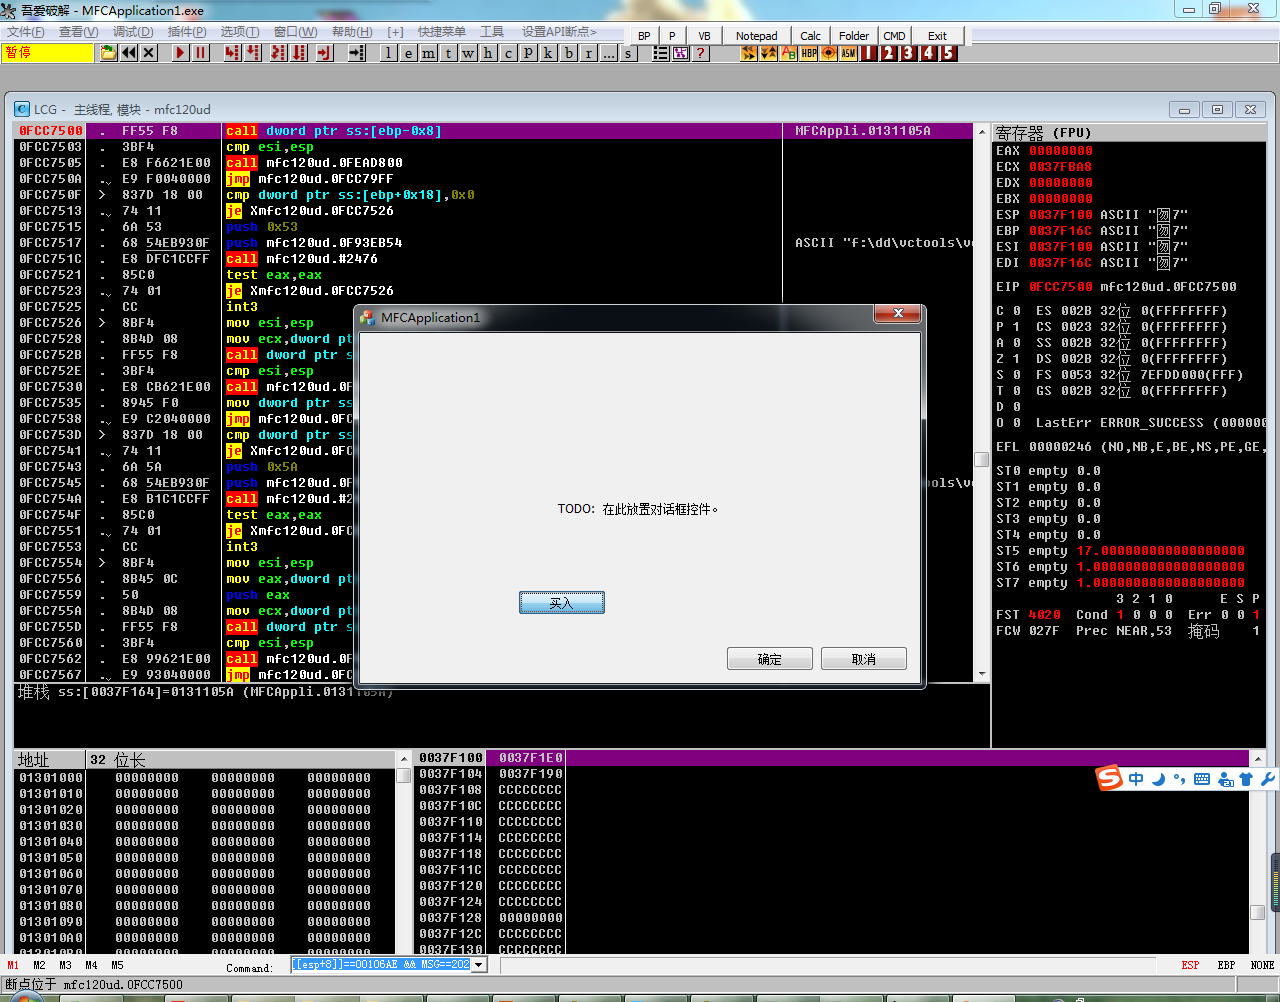 吾爱破解 - MFCApplication1.exe
文件(F) 查看(V) 调试(D) 插件(P) 选项(T) 窗口(W) 帮助(H) [+] 快捷菜单 工具 设置API断点> BP P VB Notepad Calc Folder CMD Exit
暂停 l e m t w h c P k b r ... s ? HBP ASM 1 2 3 4 5
LCG - 主线程, 模块 - mfc120ud
0FCC7500 . FF55 F8 call dword ptr ss:[ebp-0x8] MFCAppli.0131105A
0FCC7503 . 3BF4 cmp esi,esp
0FCC7505 . E8 F6621E00 call mfc120ud.0FEAD800
0FCC750A .. E9 F0040000 jmp mfc120ud.0FCC79FF
0FCC750F > 837D 18 00 cmp dword ptr ss:[ebp+0x18],0x0
0FCC7513 .. 74 11 je Xmfc120ud.0FCC7526
0FCC7515 . 6A 53 push 0x53
0FCC7517 . 68 54EB930F push mfc120ud.0F93EB54 ASCII "f:\dd\vctools\v
0FCC751C . E8 DFC1CCFF call mfc120ud.#2476
0FCC7521 . 85C0 test eax,eax
0FCC7523 .. 74 01 je Xmfc120ud.0FCC7526
0FCC7525 . CC int3
0FCC7526 > 8BF4 mov esi,esp
0FCC7528 . 8B4D 08 mov ecx,dword pt
0FCC752B . FF55 F8 call dword ptr s
0FCC752E . 3BF4 cmp esi,esp
0FCC7530 . E8 CB621E00 call mfc120ud.0F
0FCC7535 . 8945 F0 mov dword ptr ss
0FCC7538 .. E9 C2040000 jmp mfc120ud.0FC
0FCC753D > 837D 18 00 cmp dword ptr ss
0FCC7541 .. 74 11 je Xmfc120ud.0FC
0FCC7543 . 6A 5A push 0x5A
0FCC7545 . 68 54EB930F push mfc120ud.0F ols\v
0FCC754A . E8 B1C1CCFF call mfc120ud.#2
0FCC754F . 85C0 test eax,eax
0FCC7551 .. 74 01 je Xmfc120ud.0FC
0FCC7553 . CC int3
0FCC7554 > 8BF4 mov esi,esp
0FCC7556 . 8B45 0C mov eax,dword pt
0FCC7559 . 50 push eax
0FCC755A . 8B4D 08 mov ecx,dword pt
0FCC755D . FF55 F8 call dword ptr s
0FCC7560 . 3BF4 cmp esi,esp
0FCC7562 . E8 99621E00 call mfc120ud.0F
0FCC7567 .. E9 93040000 jmp mfc120ud.0F
堆栈 ss:[0037F164]=0131105A (MFCAppli.0131105A)
寄存器 (FPU)
EAX 00000000
ECX 0037FBA8
EDX 00000000
EBX 00000000
ESP 0037F100 ASCII "囫7"
EBP 0037F16C ASCII "囫7"
ESI 0037F100 ASCII "囫7"
EDI 0037F16C ASCII "囫7"
EIP 0FCC7500 mfc120ud.0FCC7500
C 0 ES 002B 32位 0(FFFFFFFF)
P 1 CS 0023 32位 0(FFFFFFFF)
A 0 SS 002B 32位 0(FFFFFFFF)
Z 1 DS 002B 32位 0(FFFFFFFF)
S 0 FS 0053 32位 7EFDD000(FFF)
T 0 GS 002B 32位 0(FFFFFFFF)
D 0
O 0 LastErr ERROR_SUCCESS (000000
EFL 00000246 (NO,NB,E,BE,NS,PE,GE,
ST0 empty 0.0
ST1 empty 0.0
ST2 empty 0.0
ST3 empty 0.0
ST4 empty 0.0
ST5 empty 17.000000000000000000
ST6 empty 1.0000000000000000000
ST7 empty 1.0000000000000000000
3 2 1 0 E S P
FST 4020 Cond 1 0 0 0 Err 0 0 1
FCW 027F Prec NEAR,53 掩码 1
MFCApplication1
TODO: 在此放置对话框控件。
买入
确定 取消
地址 32 位长
01301000 00000000 00000000 00000000
01301010 00000000 00000000 00000000
01301020 00000000 00000000 00000000
01301030 00000000 00000000 00000000
01301040 00000000 00000000 00000000
01301050 00000000 00000000 00000000
01301060 00000000 00000000 00000000
01301070 00000000 00000000 00000000
01301080 00000000 00000000 00000000
01301090 00000000 00000000 00000000
013010A0 00000000 00000000 00000000
013010B0 00000000 00000000 00000000
0037F100 0037F1E0
0037F104 0037F190
0037F108 CCCCCCCC
0037F10C CCCCCCCC
0037F110 CCCCCCCC
0037F114 CCCCCCCC
0037F118 CCCCCCCC
0037F11C CCCCCCCC
0037F120 CCCCCCCC
0037F124 CCCCCCCC
0037F128 00000000
0037F12C CCCCCCCC
0037F130 CCCCCCCC
S 中
M1 M2 M3 M4 M5 Command: [[esp+8]]==00106AE && MSG==202 ESP EBP NONE
断点位于 mfc120ud.0FCC7500